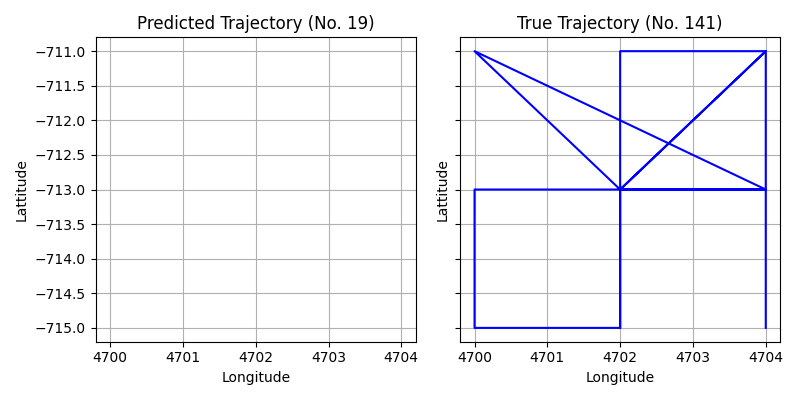 Predicted Trajectory (No. 19)
−711.0
−711.5
−712.0
−712.5
−713.0
−713.5
−714.0
−714.5
−715.0
Lattitude
4700 4701 4702 4703 4704
Longitude
True Trajectory (No. 141)
Lattitude
4700 4701 4702 4703 4704
Longitude